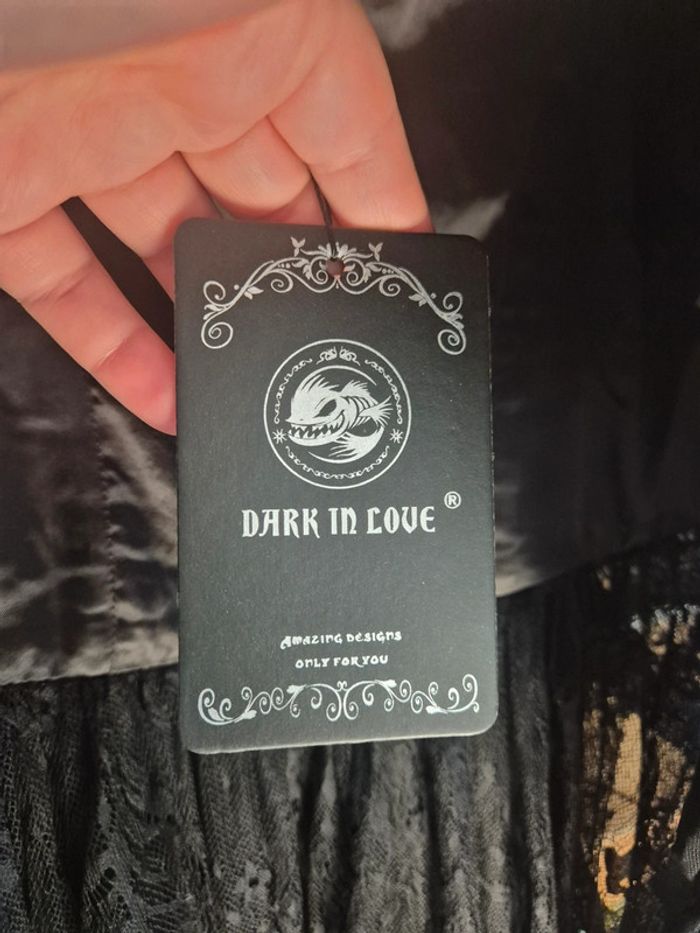 DARK IN LOVE ®
AMAZING DESIGNS
ONLY FOR YOU